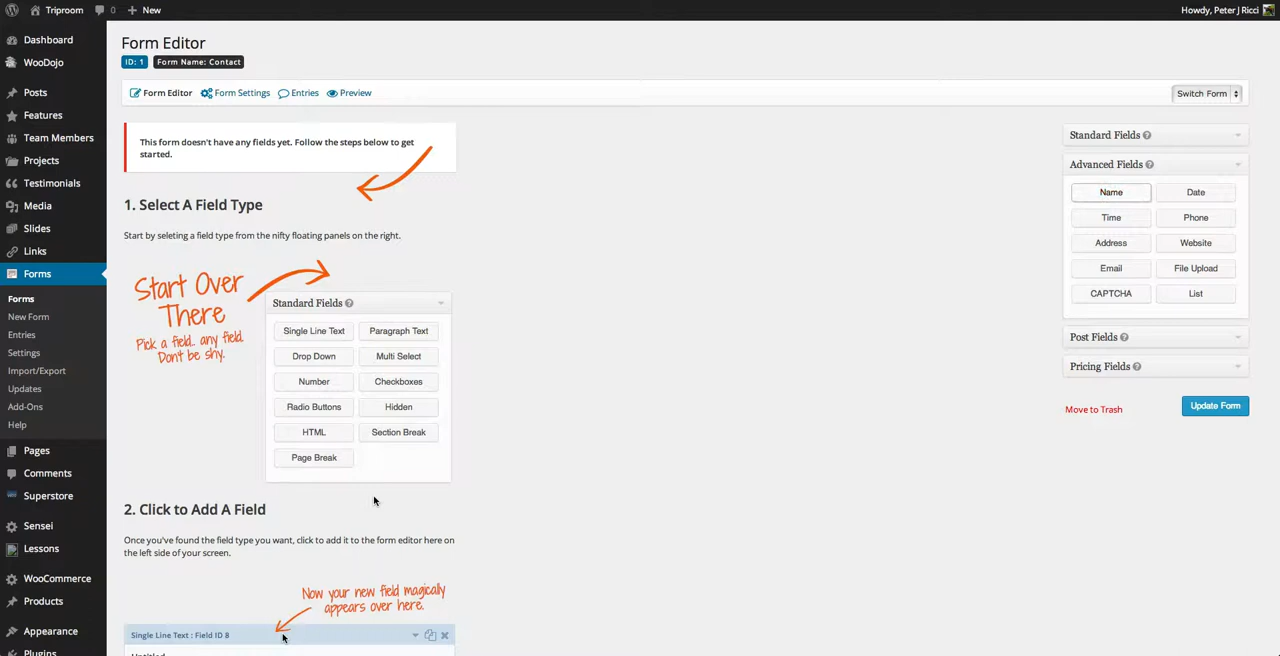 Triproom
0
New
Howdy, Peter J Ricci
Dashboard
WooDojo
Posts
Features
Team Members
Projects
Testimonials
Media
Slides
Links
Forms
Forms
New Form
Entries
Settings
Import/Export
Updates
Add-Ons
Help
Pages
Comments
Superstore
Sensei
Lessons
WooCommerce
Products
Appearance
Plugins
Form Editor
ID: 1
Form Name: Contact
Form Editor
Form Settings
Entries
Preview
Switch Form
This form doesn't have any fields yet. Follow the steps below to get
started.
1. Select A Field Type
Start by seleting a field type from the nifty floating panels on the right.
Start Over
There
Pick a field.. any field.
Don't be shy.
Standard Fields
Single Line Text
Paragraph Text
Drop Down
Multi Select
Number
Checkboxes
Radio Buttons
Hidden
HTML
Section Break
Page Break
2. Click to Add A Field
Once you've found the field type you want, click to add it to the form editor here on
the left side of your screen.
Now your new field magically
appears over here.
Single Line Text : Field ID 8
Untitled
Standard Fields
Advanced Fields
Name
Date
Time
Phone
Address
Website
Email
File Upload
CAPTCHA
List
Post Fields
Pricing Fields
Move to Trash
Update Form